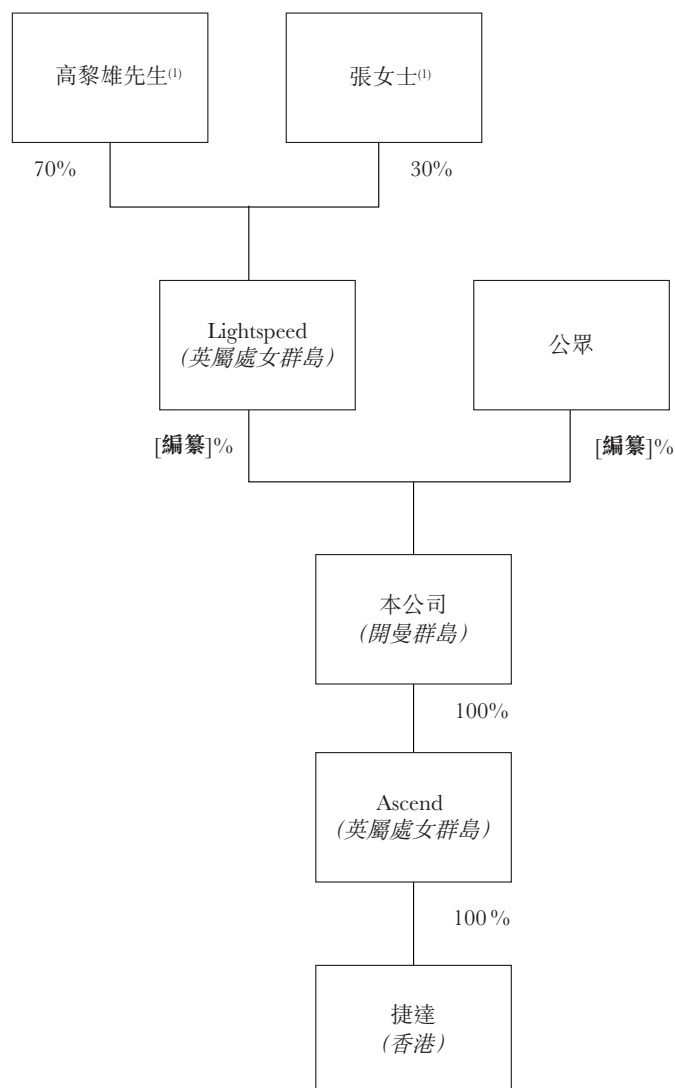 高黎雄先生(1)
張女士(1)
70%
30%
Lightspeed
(英屬處女群島)
公眾
[編纂]%
[編纂]%
本公司
(開曼群島)
100%
Ascend
(英屬處女群島)
100%
捷達
(香港)